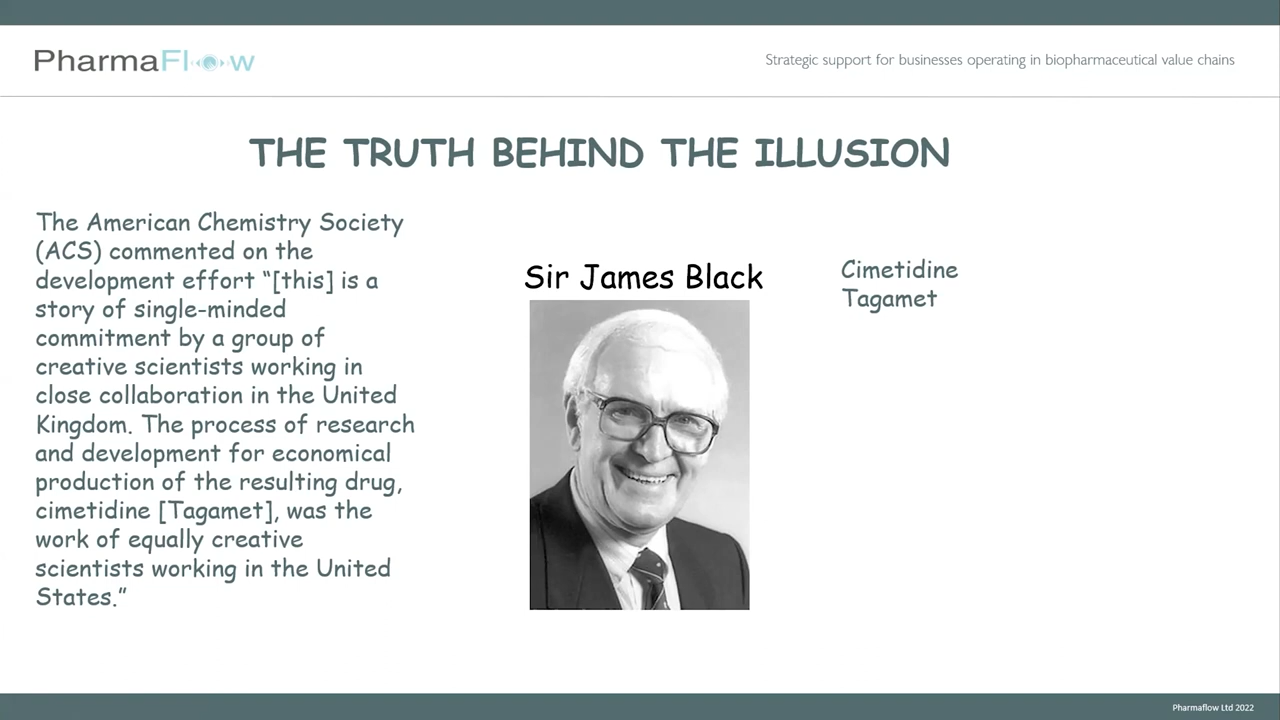 PharmaFlow
Strategic support for businesses operating in biopharmaceutical value chains
THE TRUTH BEHIND THE ILLUSION
The American Chemistry Society
(ACS) commented on the
development effort “[this] is a
story of single-minded
commitment by a group of
creative scientists working in
close collaboration in the United
Kingdom. The process of research
and development for economical
production of the resulting drug,
cimetidine [Tagamet], was the
work of equally creative
scientists working in the United
States.”
Sir James Black
Cimetidine
Tagamet
Pharmaflow Ltd 2022